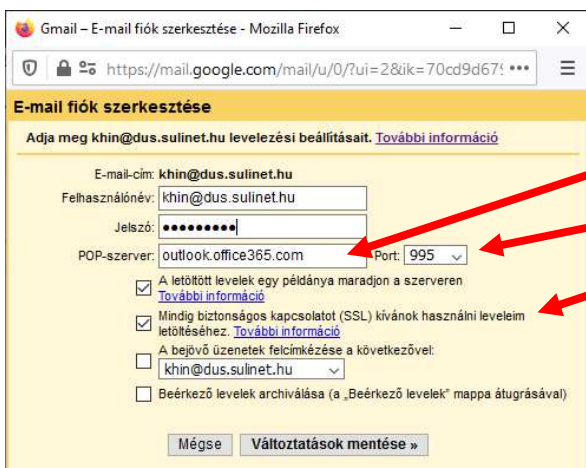 Gmail – E-mail fiók szerkesztése - Mozilla Firefox
https://mail.google.com/mail/u/0/?ui=2&ik=70cd9d679
E-mail fiók szerkesztése
Adja meg khin@dus.sulinet.hu levelezési beállításait. További információ
E-mail-cím: khin@dus.sulinet.hu
Felhasználónév: khin@dus.sulinet.hu
Jelszó: •••••••••
POP-szerver: outlook.office365.com Port: 995
A letöltött levelek egy példánya maradjon a szerveren
További információ
Mindig biztonságos kapcsolatot (SSL) kívánok használni leveleim
letöltéséhez. További információ
A bejövő üzenetek felcímkézése a következővel:
khin@dus.sulinet.hu
Beérkező levelek archiválása (a „Beérkező levelek” mappa átugrásával)
Mégse Változtatások mentése »